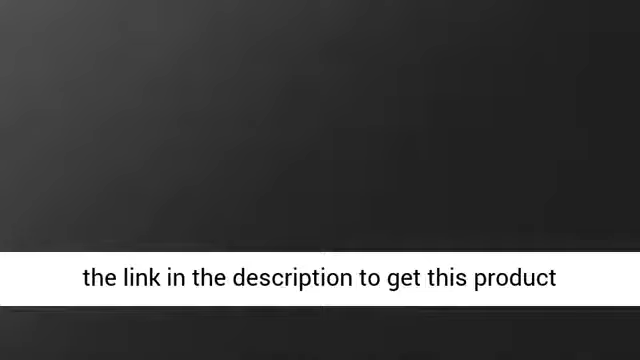 the link in the description to get this product